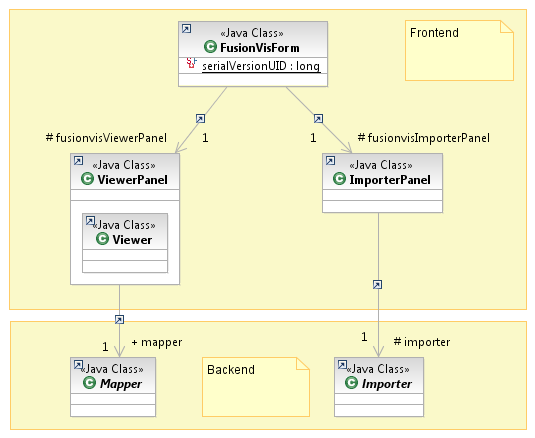 «Java Class»
C FusionVisForm
serialVersionUID : long
Frontend
# fusionvisViewerPanel
1
1
# fusionvisImporterPanel
«Java Class»
C ViewerPanel
«Java Class»
C ImporterPanel
«Java Class»
C Viewer
1
+ mapper
1
# importer
«Java Class»
C Mapper
Backend
«Java Class»
C Importer